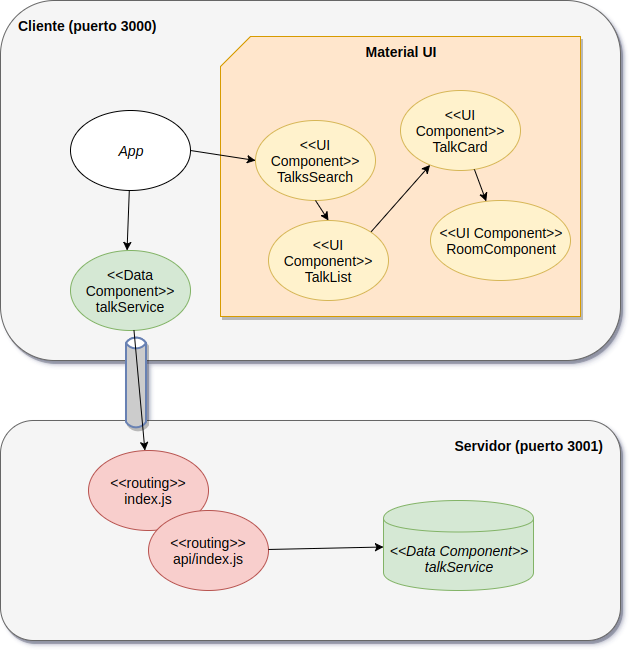 Cliente (puerto 3000)
Material UI
App
<<UI
Component>>
TalksSearch
<<UI
Component>>
TalkCard
<<UI
Component>>
TalkList
<<UI Component>>
RoomComponent
<<Data
Component>>
talkService
Servidor (puerto 3001)
<<routing>>
index.js
<<routing>>
api/index.js
<<Data Component>>
talkService